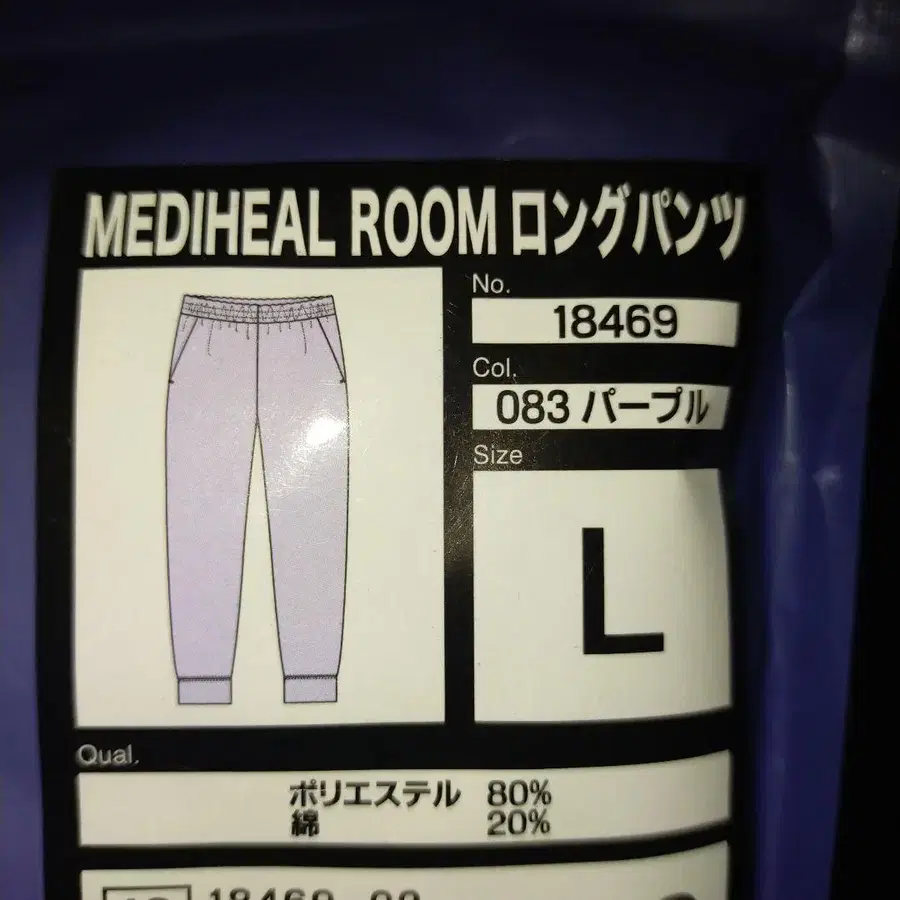 MEDIHEAL ROOM ロングパンツ
No.
18469
Col.
083 パープル
Size
L
Qual.
ポリエステル 80%
綿 20%